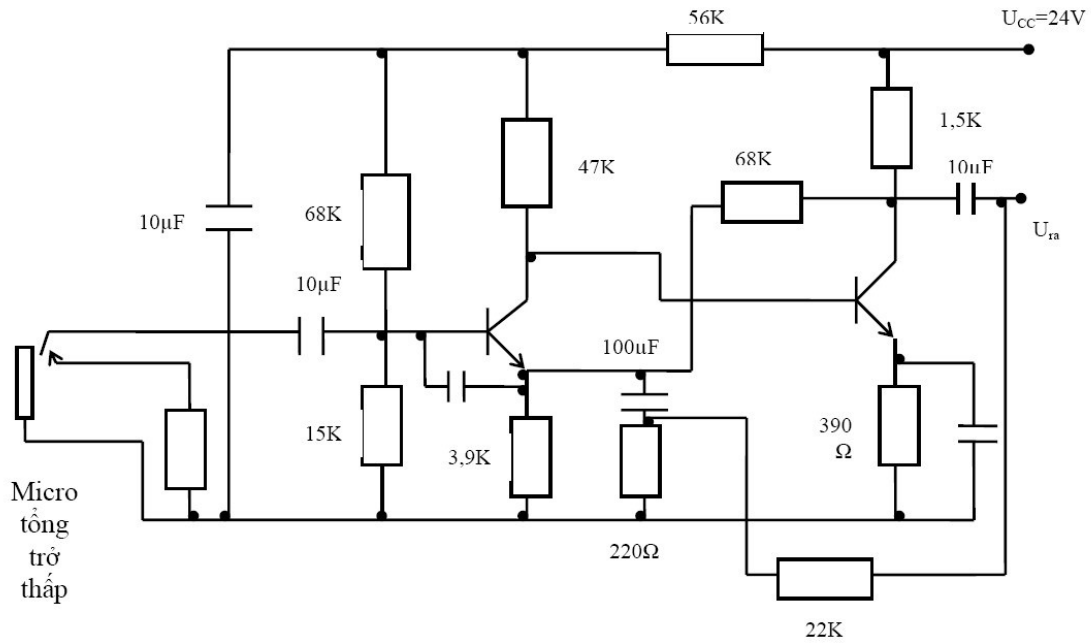 56K
U_CC=24V
1,5K
47K
68K
10µF
68K
10µF
10µF
U_ra
100uF
15K
3,9K
390
Ω
Micro
tổng
trở
thấp
220Ω
22K